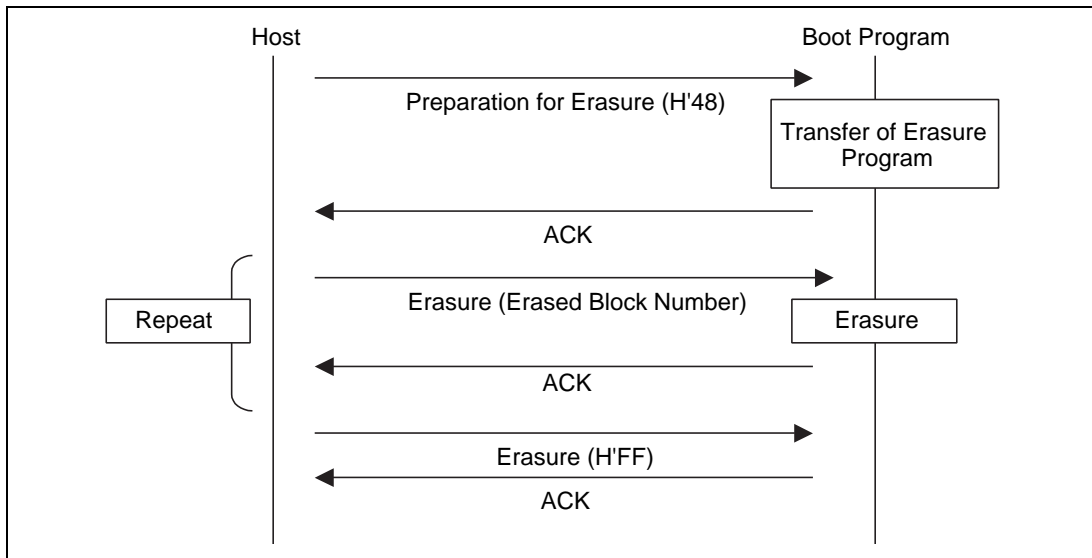 Host
Boot Program
Preparation for Erasure (H'48)
Transfer of Erasure
Program
ACK
Erasure (Erased Block Number)
Repeat
Erasure
ACK
Erasure (H'FF)
ACK